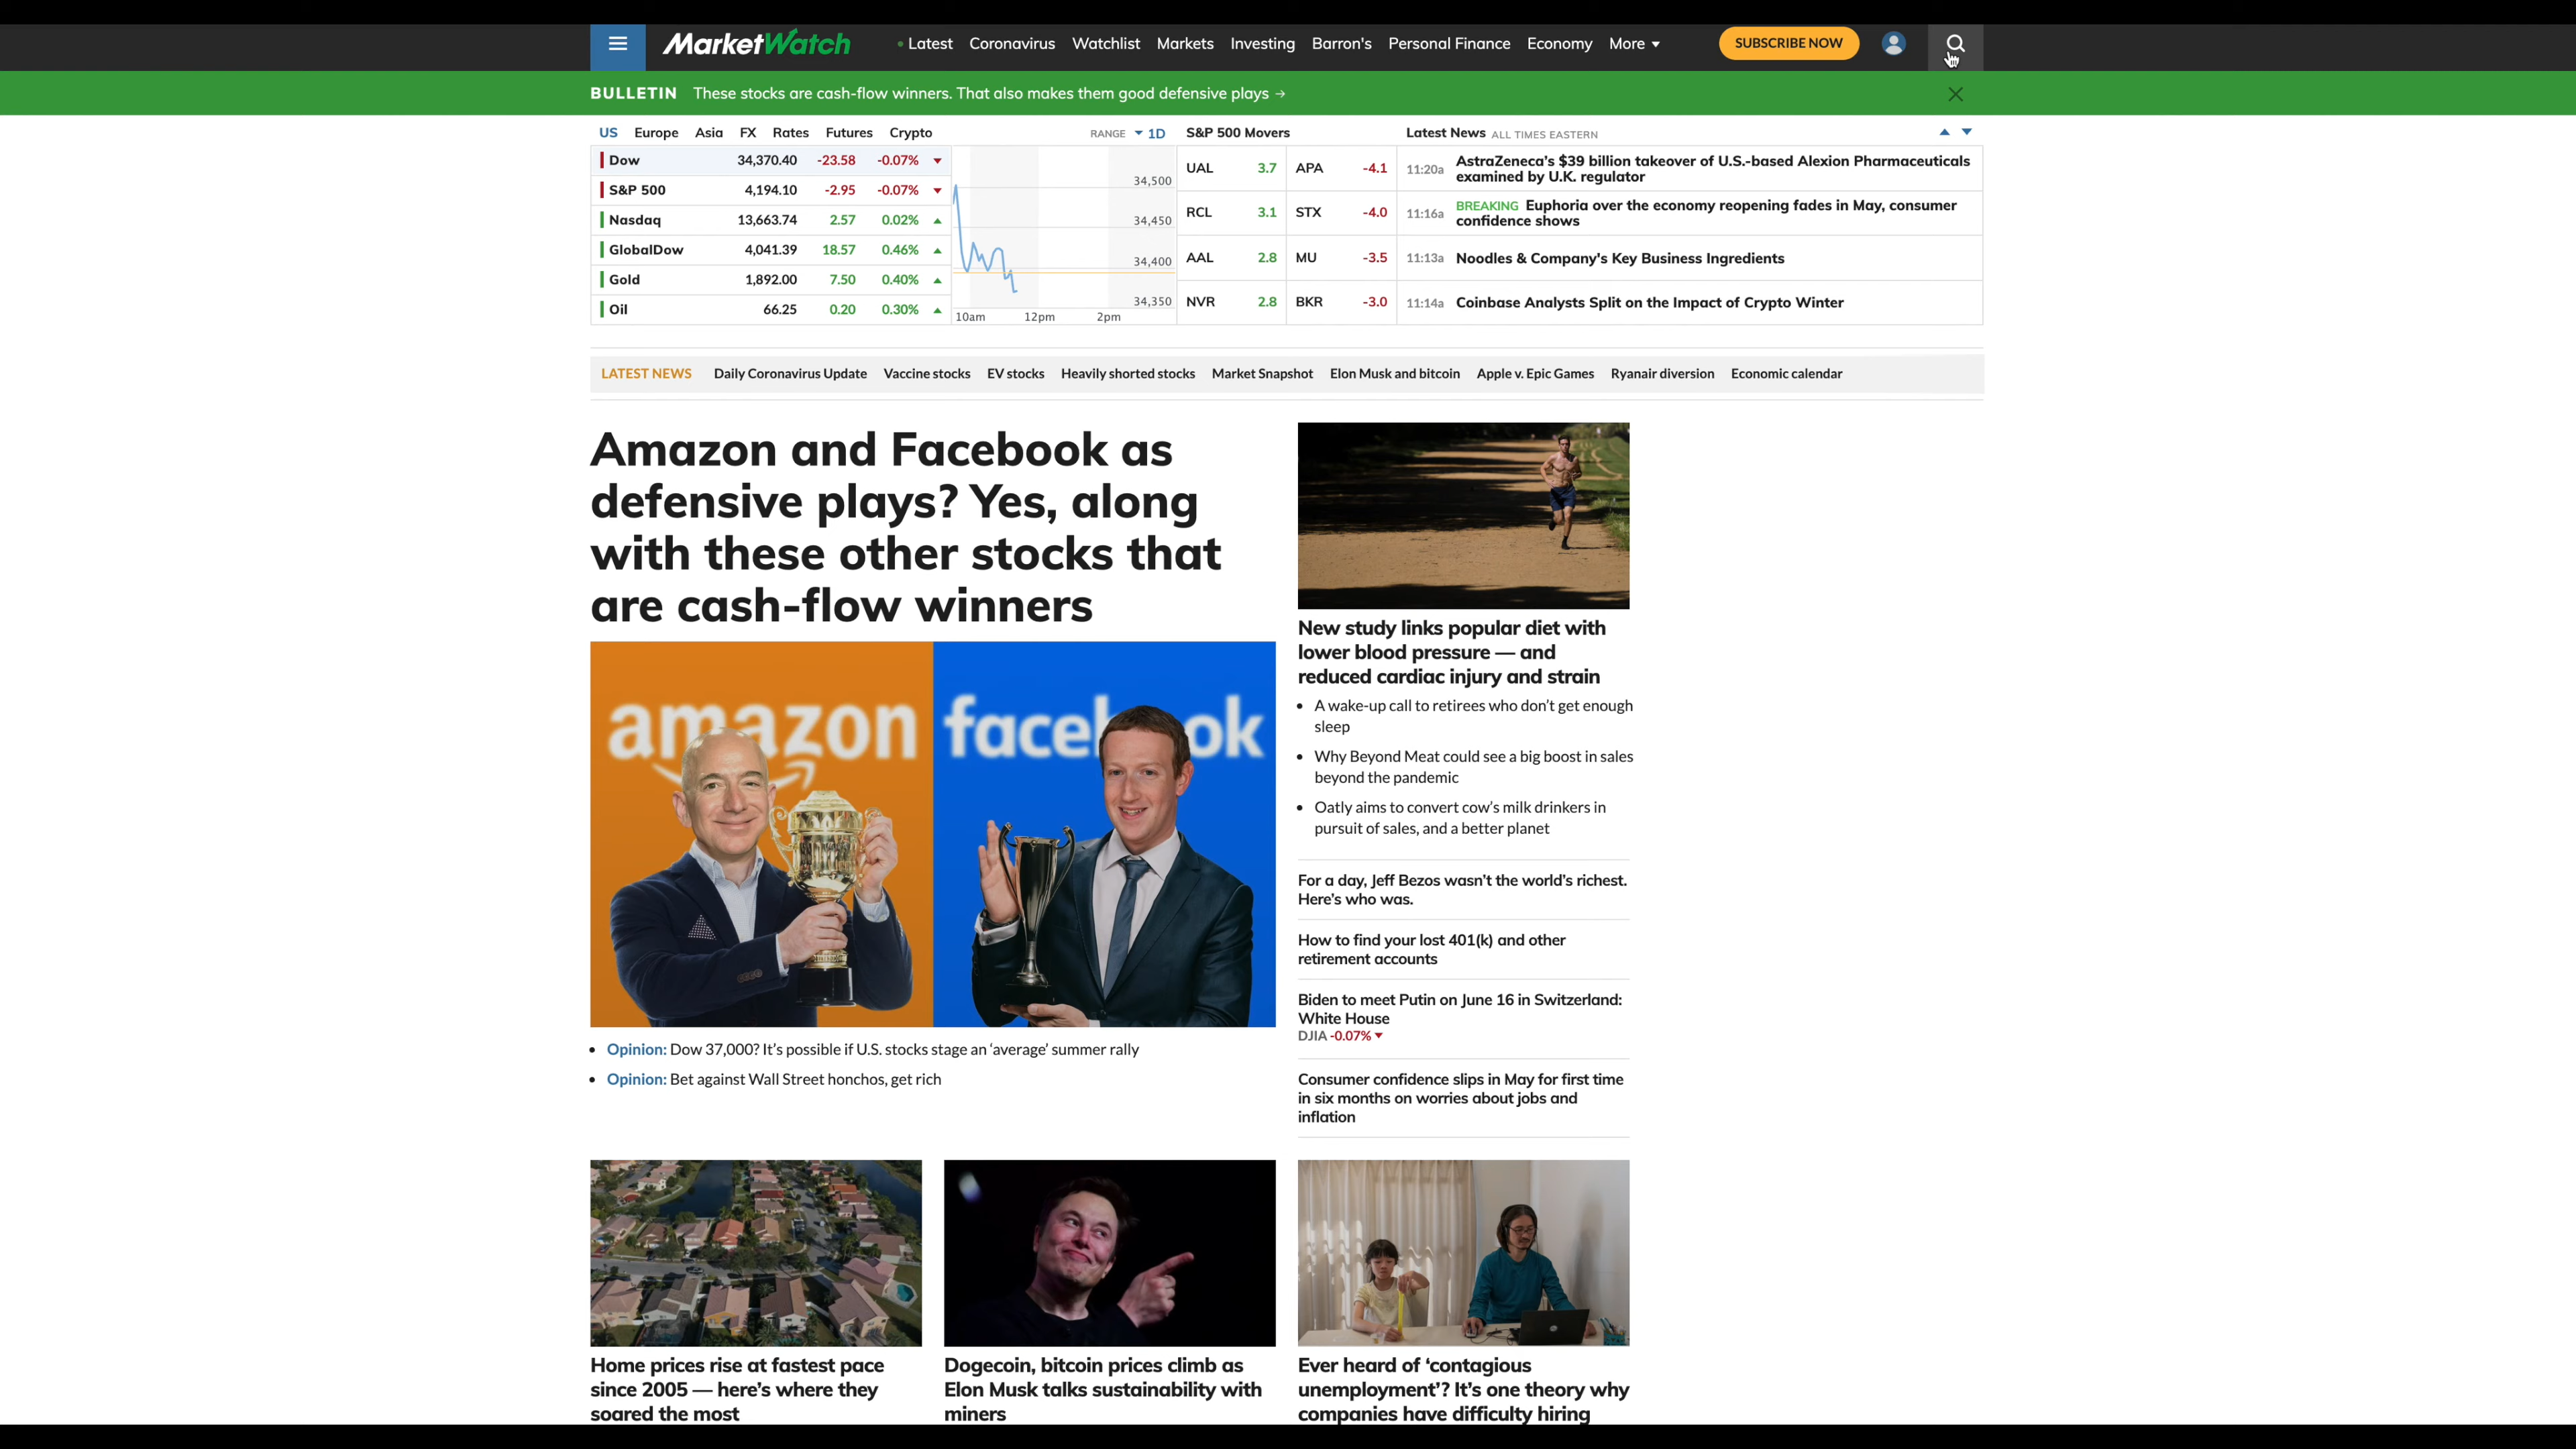 MarketWatch
Latest Coronavirus Watchlist Markets Investing Barron's Personal Finance Economy More
SUBSCRIBE NOW
BULLETIN These stocks are cash-flow winners. That also makes them good defensive plays →
US Europe Asia FX Rates Futures Crypto
RANGE 1D
Dow 34,370.40 -23.58 -0.07%
S&P 500 4,194.10 -2.95 -0.07%
Nasdaq 13,663.74 2.57 0.02%
GlobalDow 4,041.39 18.57 0.46%
Gold 1,892.00 7.50 0.40%
Oil 66.25 0.20 0.30%
34,500
34,450
34,400
34,350
10am 12pm 2pm
S&P 500 Movers
UAL 3.7 APA -4.1
RCL 3.1 STX -4.0
AAL 2.8 MU -3.5
NVR 2.8 BKR -3.0
Latest News ALL TIMES EASTERN
11:20a AstraZeneca's $39 billion takeover of U.S.-based Alexion Pharmaceuticals
examined by U.K. regulator
11:16a BREAKING Euphoria over the economy reopening fades in May, consumer
confidence shows
11:13a Noodles & Company's Key Business Ingredients
11:14a Coinbase Analysts Split on the Impact of Crypto Winter
LATEST NEWS Daily Coronavirus Update Vaccine stocks EV stocks Heavily shorted stocks Market Snapshot Elon Musk and bitcoin Apple v. Epic Games Ryanair diversion Economic calendar
Amazon and Facebook as
defensive plays? Yes, along
with these other stocks that
are cash-flow winners
amazon
facebook
• Opinion: Dow 37,000? It's possible if U.S. stocks stage an 'average' summer rally
• Opinion: Bet against Wall Street honchos, get rich
New study links popular diet with
lower blood pressure — and
reduced cardiac injury and strain
• A wake-up call to retirees who don't get enough
sleep
• Why Beyond Meat could see a big boost in sales
beyond the pandemic
• Oatly aims to convert cow's milk drinkers in
pursuit of sales, and a better planet
For a day, Jeff Bezos wasn't the world's richest.
Here's who was.
How to find your lost 401(k) and other
retirement accounts
Biden to meet Putin on June 16 in Switzerland:
White House
DJIA -0.07%
Consumer confidence slips in May for first time
in six months on worries about jobs and
inflation
Home prices rise at fastest pace
since 2005 — here's where they
soared the most
Dogecoin, bitcoin prices climb as
Elon Musk talks sustainability with
miners
Ever heard of 'contagious
unemployment'? It's one theory why
companies have difficulty hiring